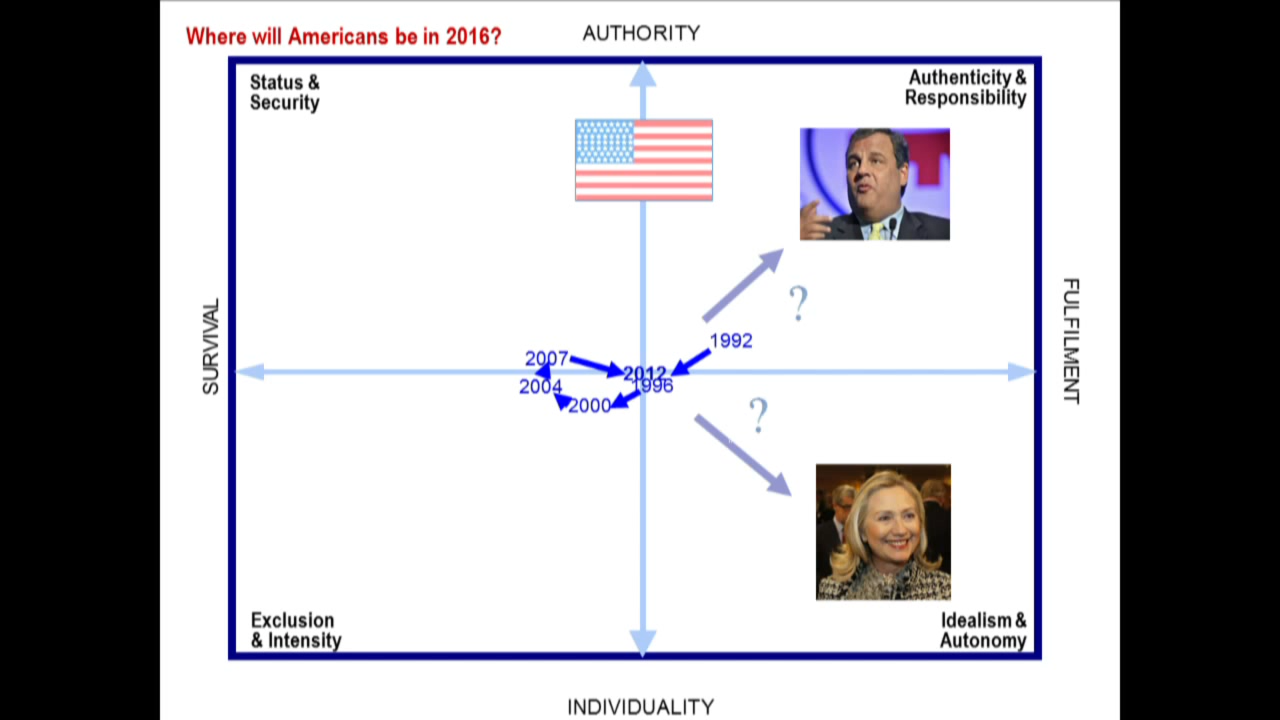 Where will Americans be in 2016?
AUTHORITY
Status &
Security
Authenticity &
Responsibility
SURVIVAL
FULFILMENT
?
1992
2007
2012
2004
1996
2000
?
Exclusion
& Intensity
Idealism &
Autonomy
INDIVIDUALITY